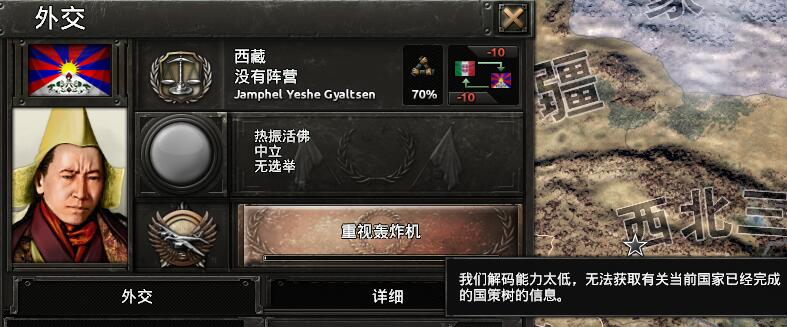 外交
西藏
没有阵营
Jamphel Yeshe Gyaltsen
70%
-10
-10
热振活佛
中立
无选举
重视轰炸机
外交
详细
我们解码能力太低，无法获取有关当前国家已经完成
的国策树的信息。
疆
西北三